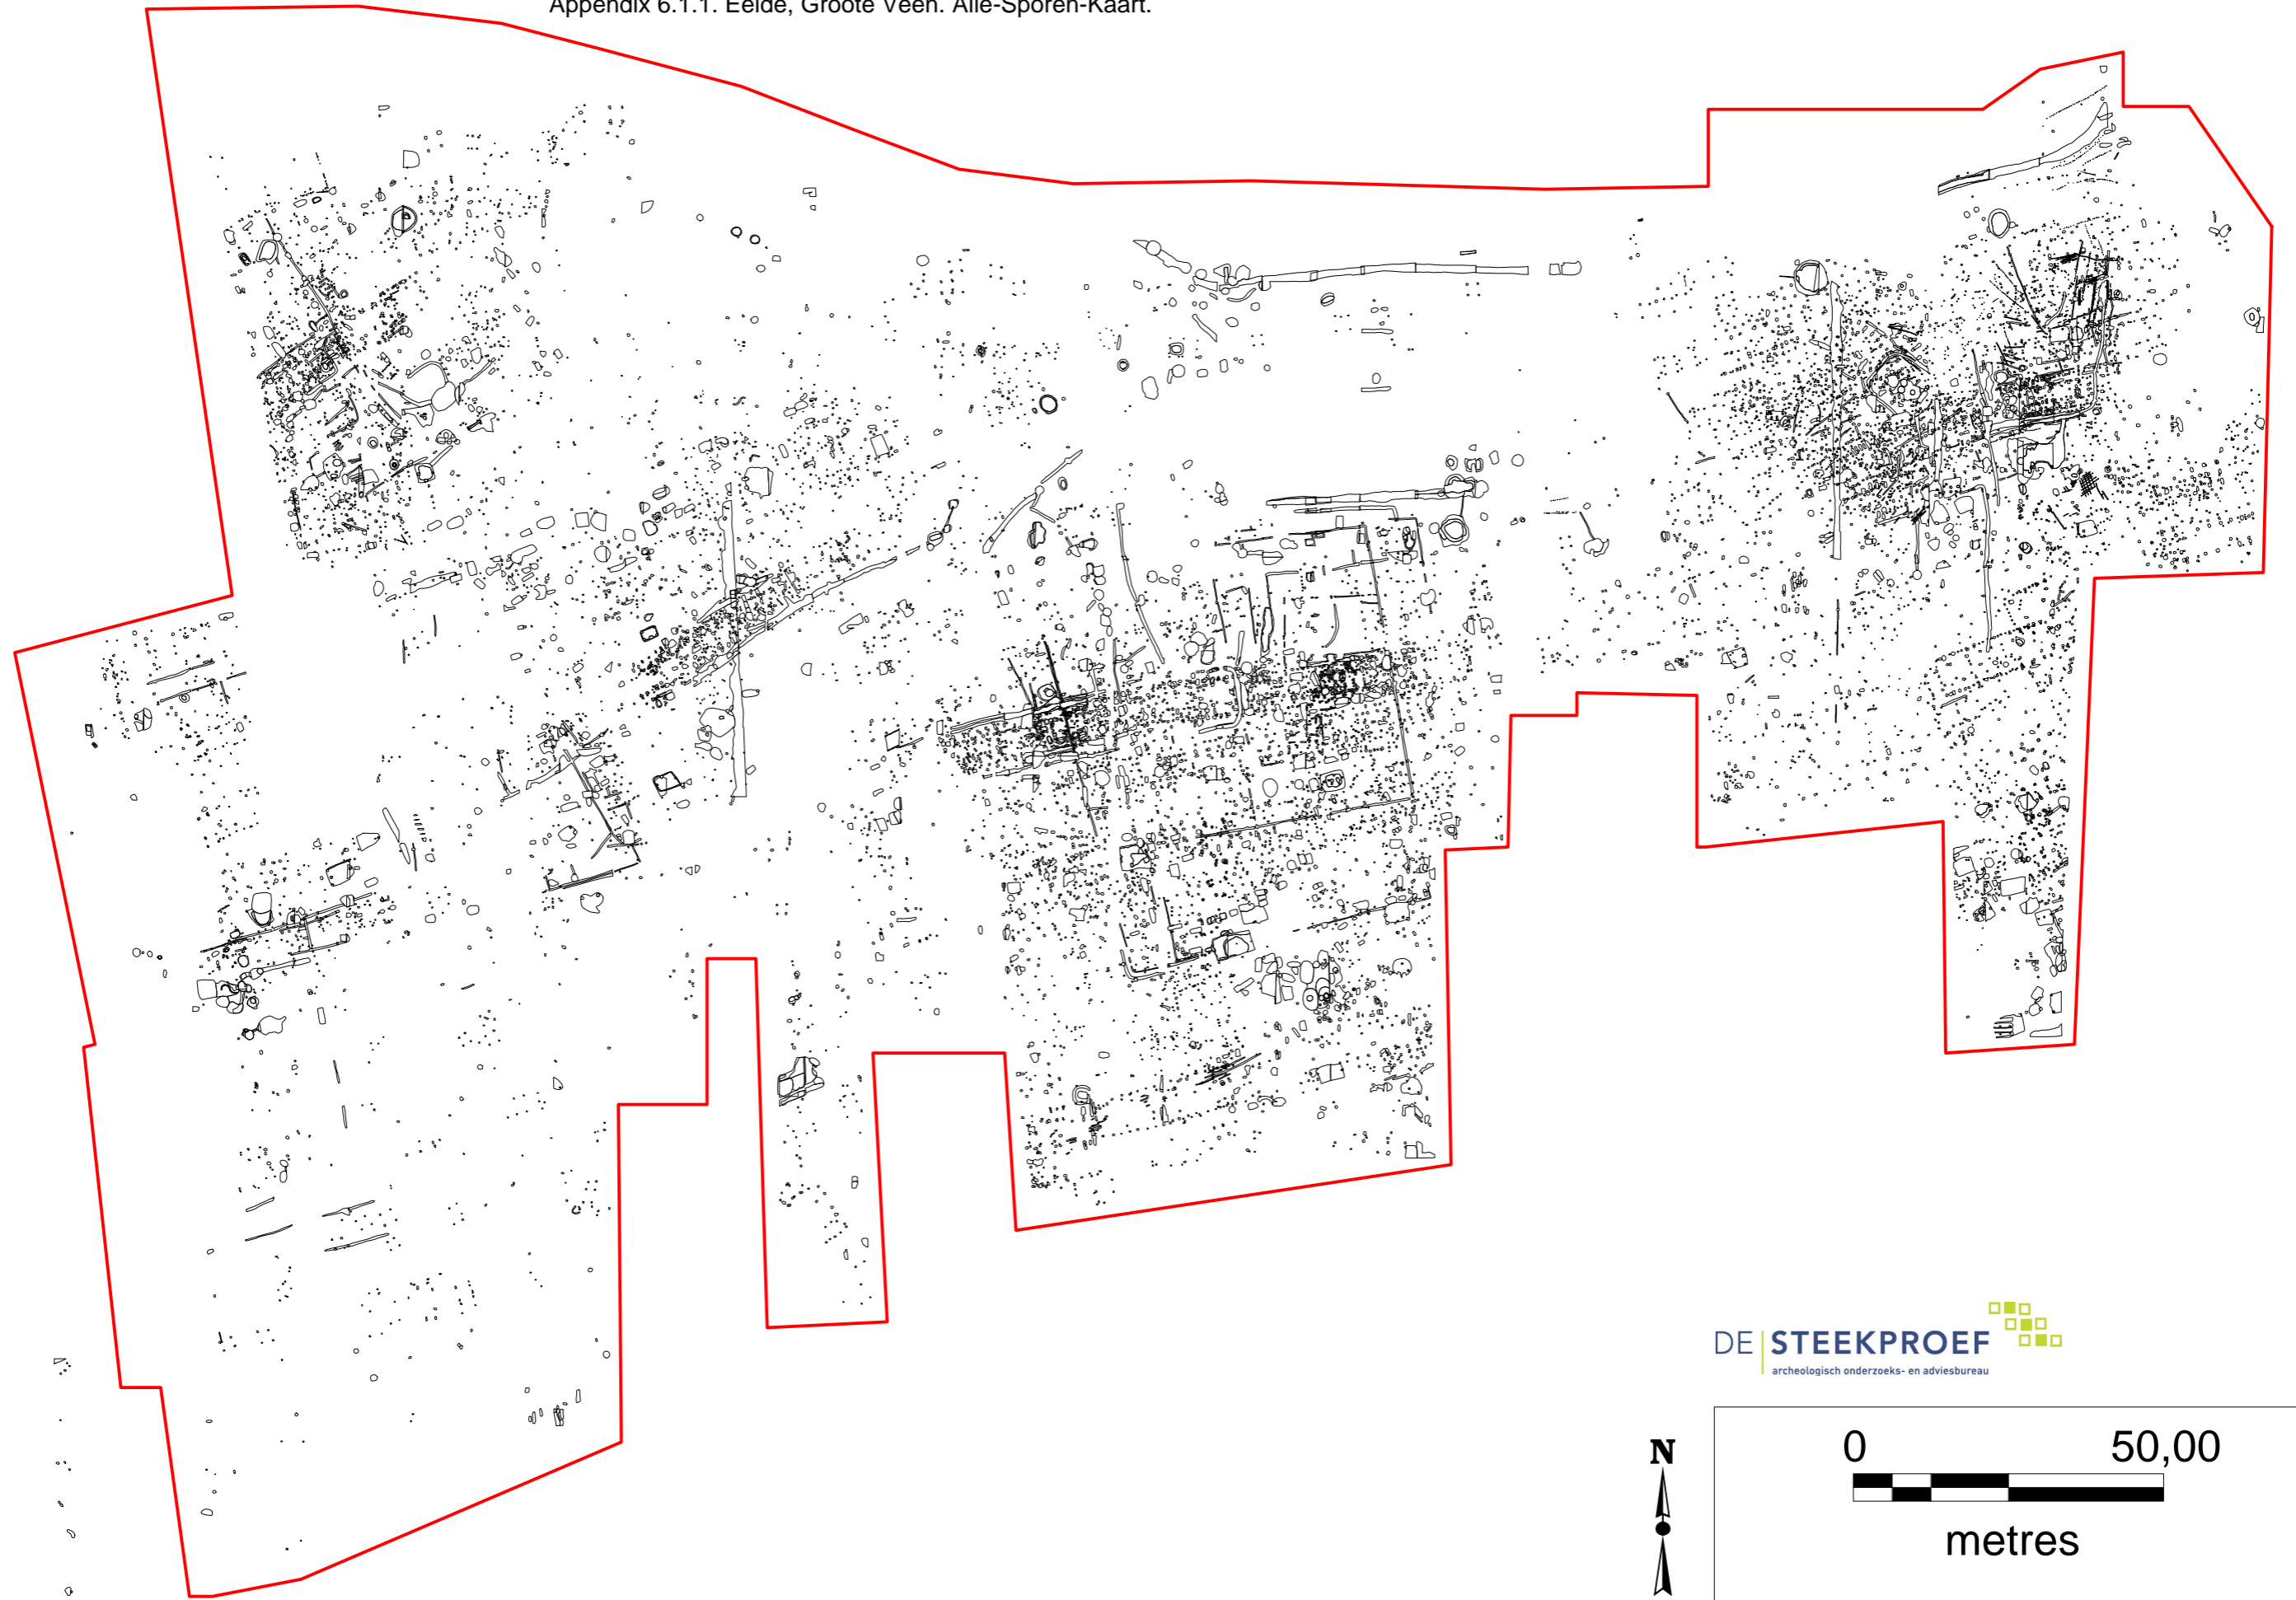 Appendix 6.1.1. Eelde, Groote Veen. Alle-Sporen-Kaart.
DE STEEKPROEF
archeologisch onderzoeks- en adviesbureau
N
0 50,00
metres